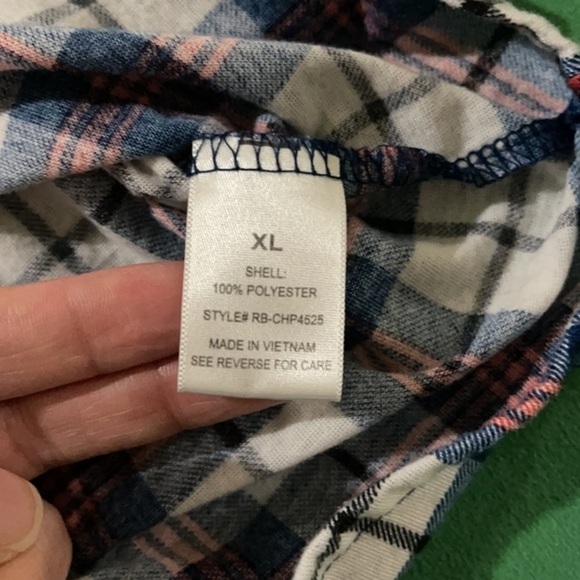 XL
SHELL:
100% POLYESTER
STYLE# RB-CHP4525
MADE IN VIETNAM
SEE REVERSE FOR CARE